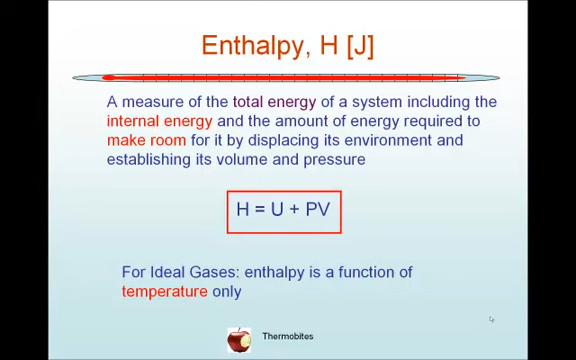 Enthalpy, H [J]
A measure of the total energy of a system including the
internal energy and the amount of energy required to
make room for it by displacing its environment and
establishing its volume and pressure
H = U + PV
For Ideal Gases: enthalpy is a function of
temperature only
Thermobites